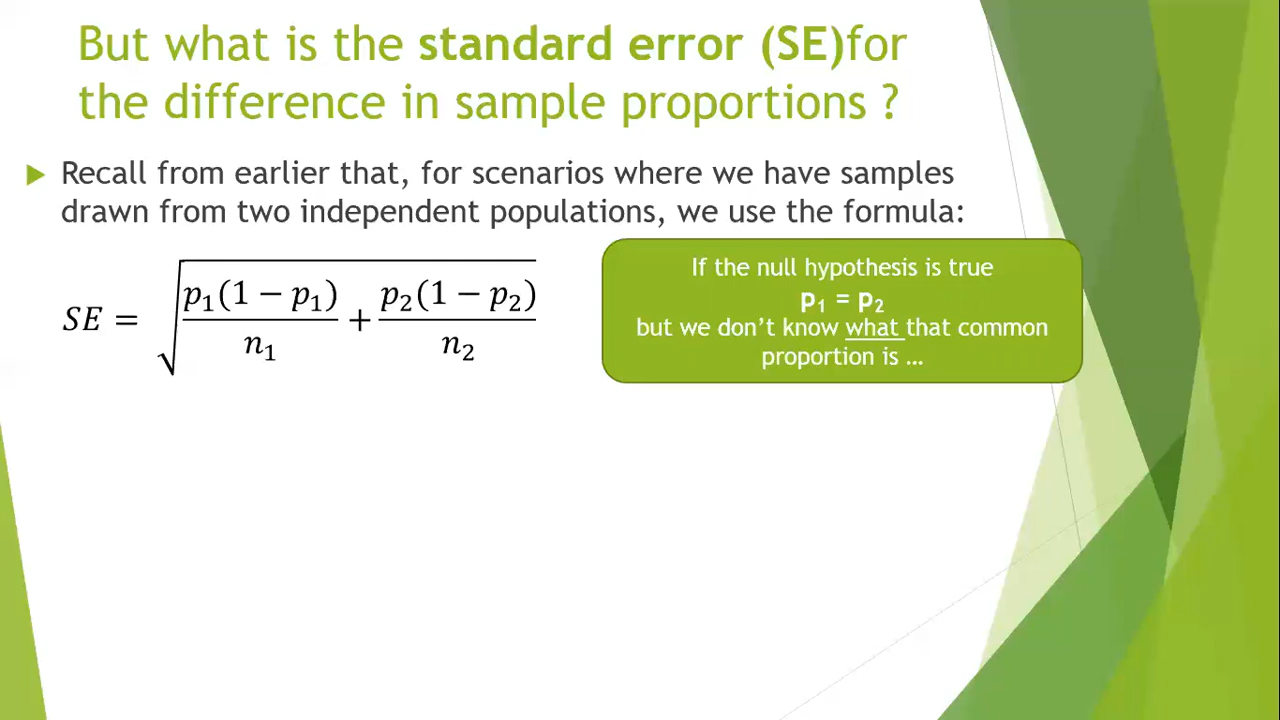 But what is the standard error (SE)for
the difference in sample proportions ?
Recall from earlier that, for scenarios where we have samples
drawn from two independent populations, we use the formula:
SE = √(p₁(1 − p₁)/n₁ + p₂(1 − p₂)/n₂)
If the null hypothesis is true
p₁ = p₂
but we don’t know what that common
proportion is …